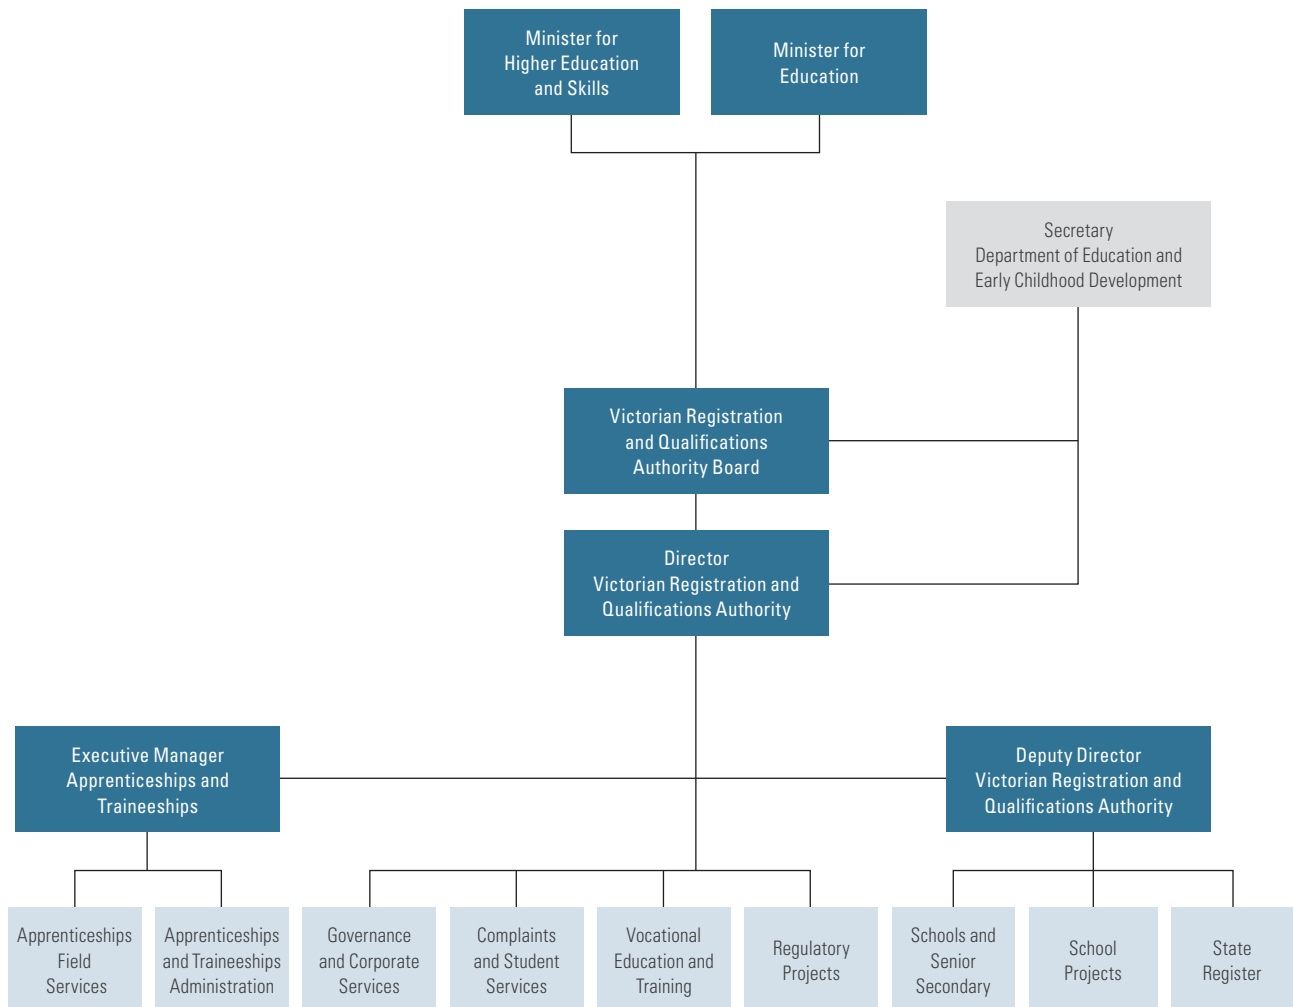 Minister for
Higher Education
and Skills
Minister for
Education
Secretary
Department of Education and
Early Childhood Development
Victorian Registration
and Qualifications
Authority Board
Director
Victorian Registration and
Qualifications Authority
Executive Manager
Apprenticeships and
Traineeships
Deputy Director
Victorian Registration and
Qualifications Authority
Apprenticeships
Field
Services
Apprenticeships
and Traineeships
Administration
Governance
and Corporate
Services
Complaints
and Student
Services
Vocational
Education and
Training
Regulatory
Projects
Schools and
Senior
Secondary
School
Projects
State
Register